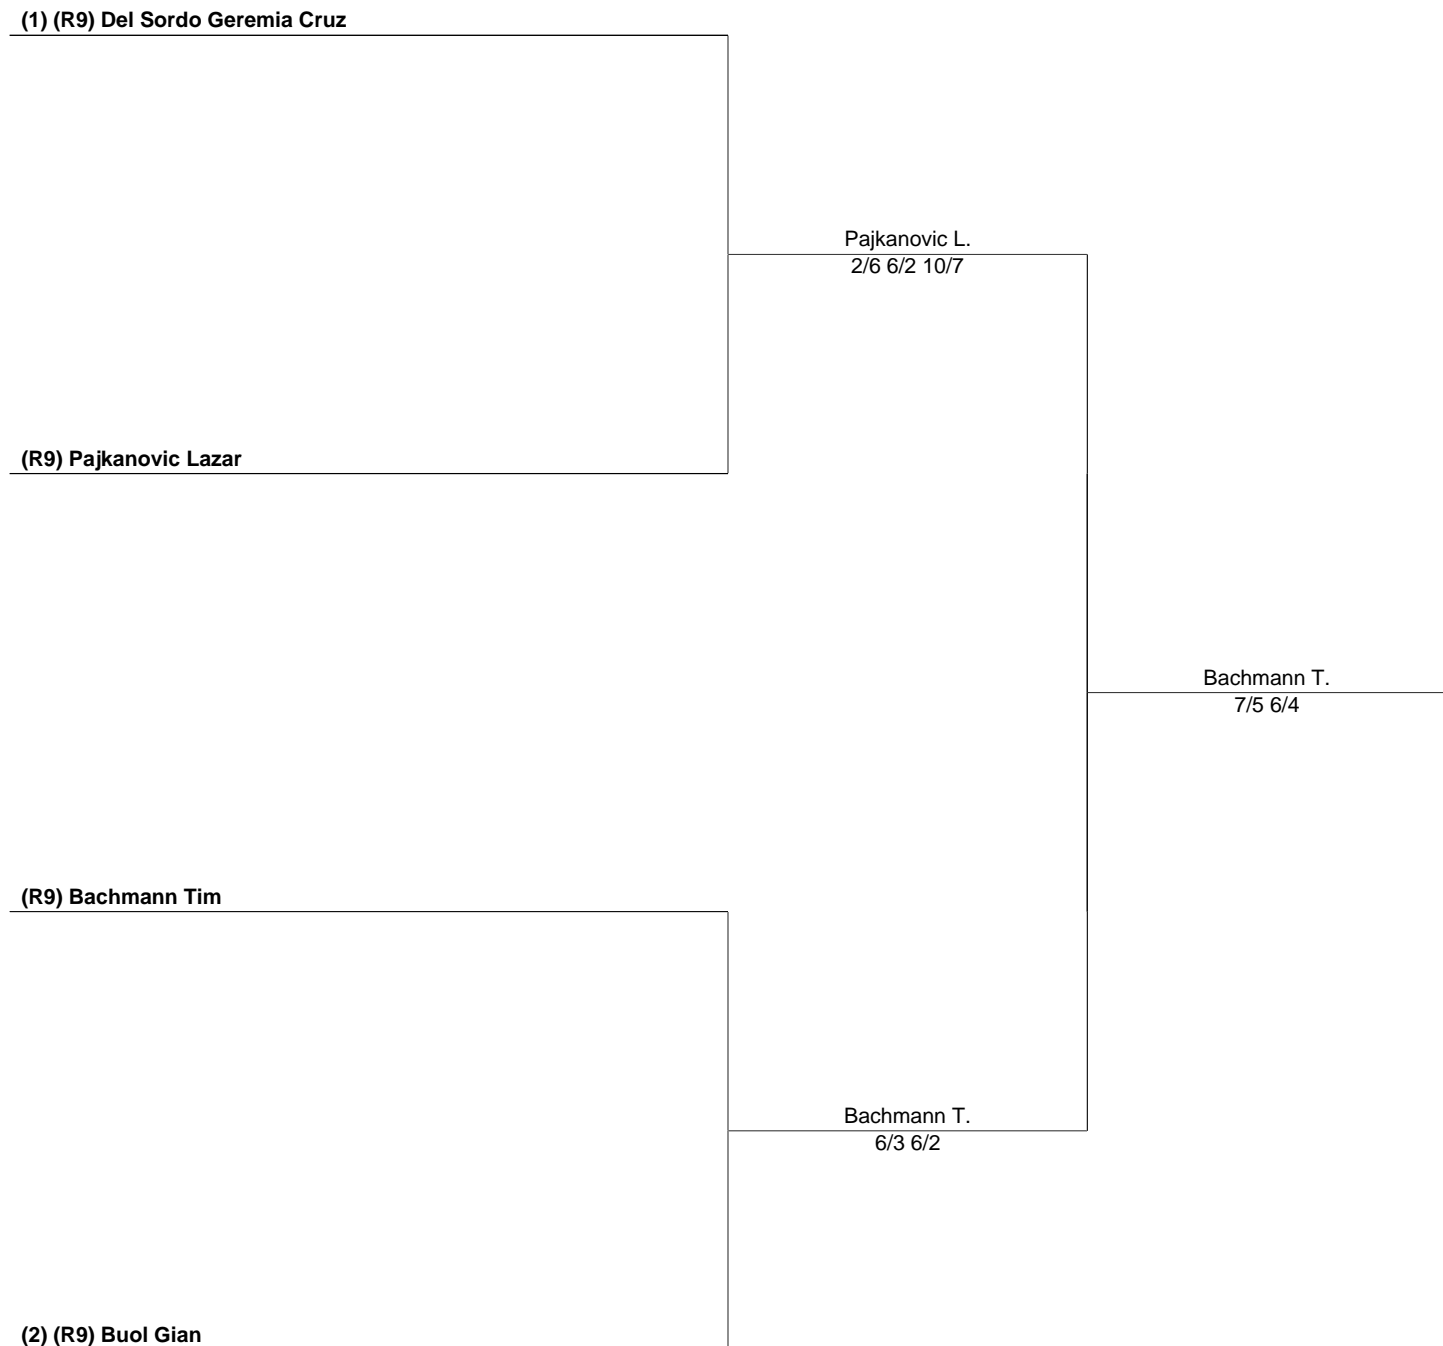 (1) (R9) Del Sordo Geremia Cruz
Pajkanovic L.
2/6 6/2 10/7
(R9) Pajkanovic Lazar
Bachmann T.
7/5 6/4
(R9) Bachmann Tim
Bachmann T.
6/3 6/2
(2) (R9) Buol Gian